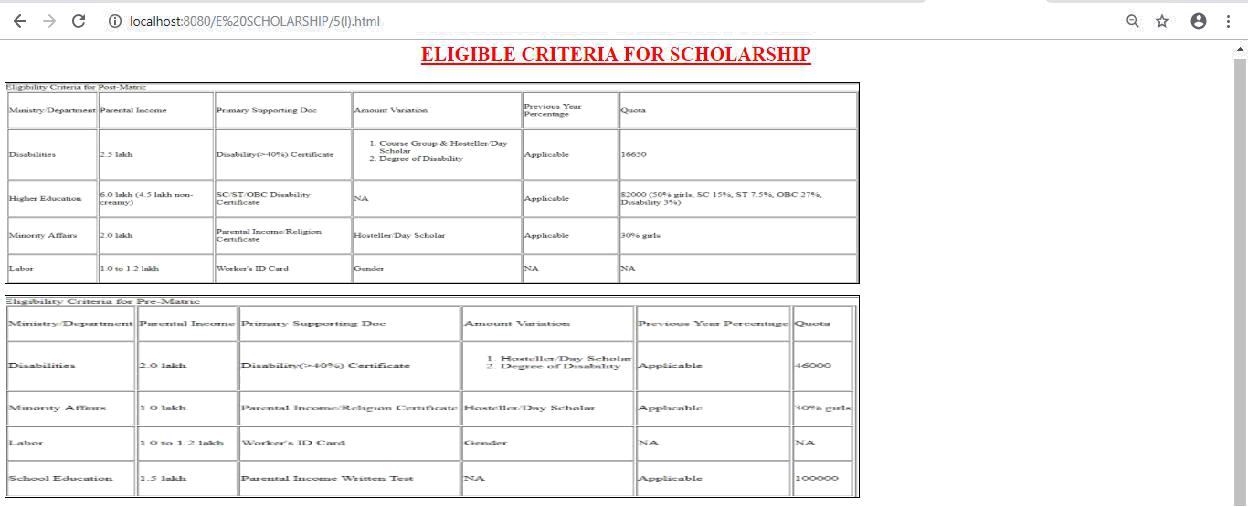 localhost:8080/E%20SCHOLARSHIP/5(I).html
ELIGIBLE CRITERIA FOR SCHOLARSHIP
Eligibility Criteria for Post-Matric
Ministry/Department Parental Income Primary Supporting Doc Amount Variation Previous Year Percentage Quota
Disabilities 2.5 lakh Disability(>40%) Certificate 1. Course Group & Hosteller/Day Scholar 2. Degree of Disability Applicable 16650
Higher Education 6.0 lakh (4.5 lakh non-creamy) SC/ST/OBC Disability Certificate NA Applicable 82000 (50% girls, SC 15%, ST 7.5%, OBC 27%, Disability 3%)
Minority Affairs 2.0 lakh Parental Income/Religion Certificate Hosteller/Day Scholar Applicable 30% girls
Labor 1.0 to 1.2 lakh Worker's ID Card Gender NA NA
Eligibility Criteria for Pre-Matric
Ministry/Department Parental Income Primary Supporting Doc Amount Variation Previous Year Percentage Quota
Disabilities 2.0 lakh Disability(>40%) Certificate 1. Hosteller/Day Scholar 2. Degree of Disability Applicable 46000
Minority Affairs 1.0 lakh Parental Income/Religion Certificate Hosteller/Day Scholar Applicable 30% girls
Labor 1.0 to 1.2 lakh Worker's ID Card Gender NA NA
School Education 1.5 lakh Parental Income Written Test NA Applicable 100000